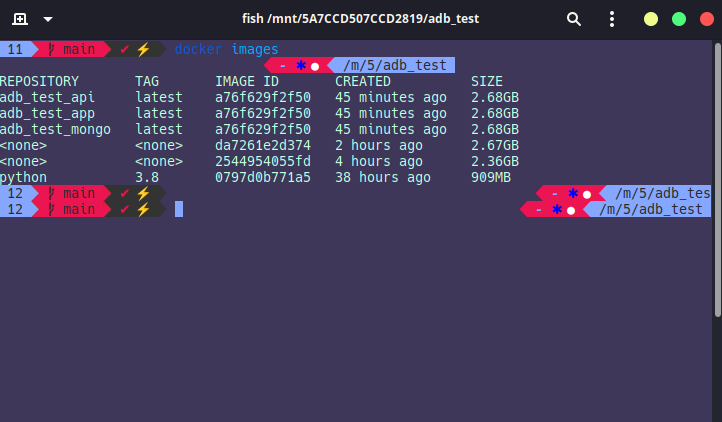 fish /mnt/5A7CCD507CCD2819/adb_test
11 main ✔ ⚡ docker images
- ✱ ● /m/5/adb_test
REPOSITORY TAG IMAGE ID CREATED SIZE
adb_test_api latest a76f629f2f50 45 minutes ago 2.68GB
adb_test_app latest a76f629f2f50 45 minutes ago 2.68GB
adb_test_mongo latest a76f629f2f50 45 minutes ago 2.68GB
<none> <none> da7261e2d374 2 hours ago 2.67GB
<none> <none> 2544954055fd 4 hours ago 2.36GB
python 3.8 0797d0b771a5 38 hours ago 909MB
12 main ✔ ⚡ - ✱ ● /m/5/adb_tes
12 main ✔ ⚡ - ✱ ● /m/5/adb_test